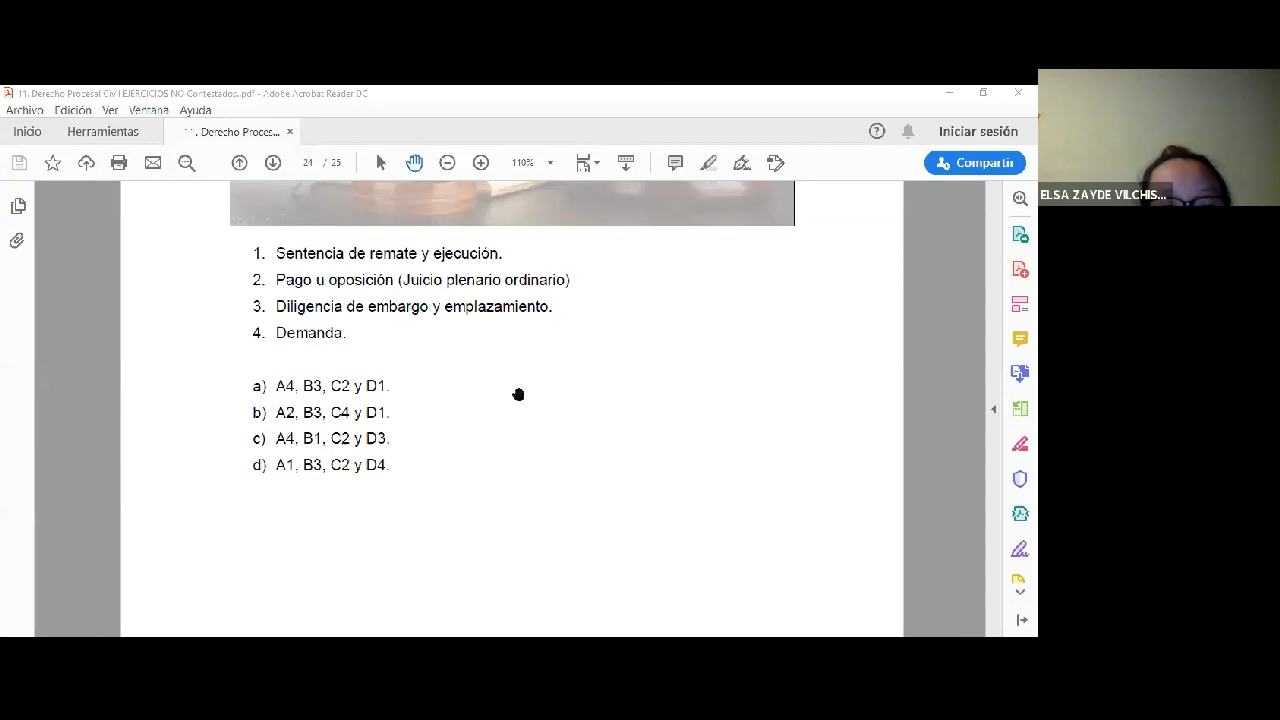 11. Derecho Procesal Civil EJERCICIOS NO Contestados..pdf - Adobe Acrobat Reader DC
Archivo Edición Ver Ventana Ayuda
Inicio Herramientas 11. Derecho Proces... × Iniciar sesión
24 / 25 110% Compartir
ELSA ZAYDE VILCHIS...
1. Sentencia de remate y ejecución.
2. Pago u oposición (Juicio plenario ordinario)
3. Diligencia de embargo y emplazamiento.
4. Demanda.
a) A4, B3, C2 y D1.
b) A2, B3, C4 y D1.
c) A4, B1, C2 y D3.
d) A1, B3, C2 y D4.